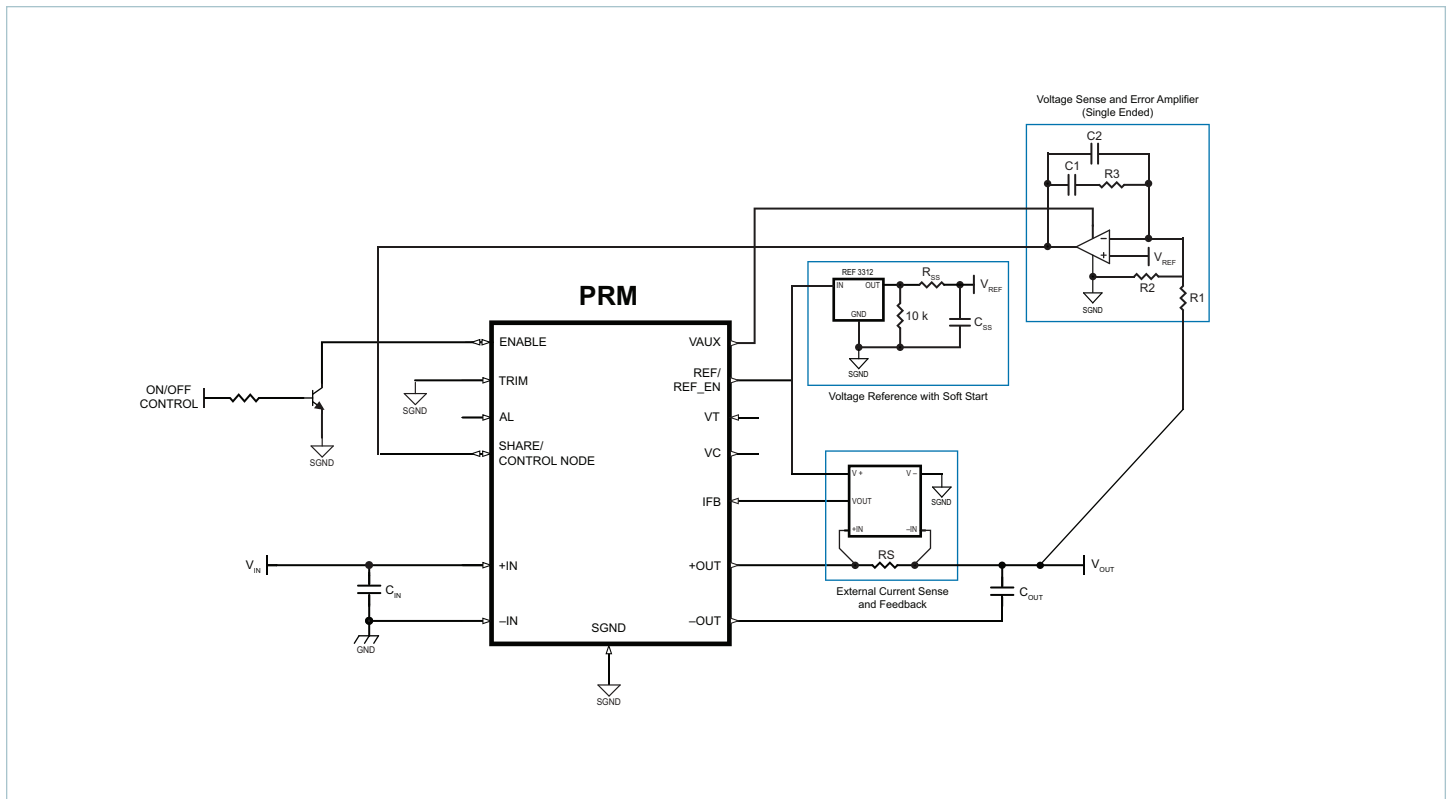 Voltage Sense and Error Amplifier
(Single Ended)
C2
C1
R3
–
+
V_REF
R2
SGND
R1
REF 3312
IN
OUT
GND
R_SS
V_REF
10 k
C_SS
SGND
Voltage Reference with Soft Start
PRM
ENABLE
TRIM
AL
SHARE/
CONTROL NODE
+IN
–IN
SGND
VAUX
REF/
REF_EN
VT
VC
IFB
+OUT
–OUT
ON/OFF
CONTROL
SGND
SGND
V_IN
C_IN
GND
SGND
V +
V –
VOUT
+IN
–IN
SGND
RS
External Current Sense
and Feedback
C_OUT
V_OUT